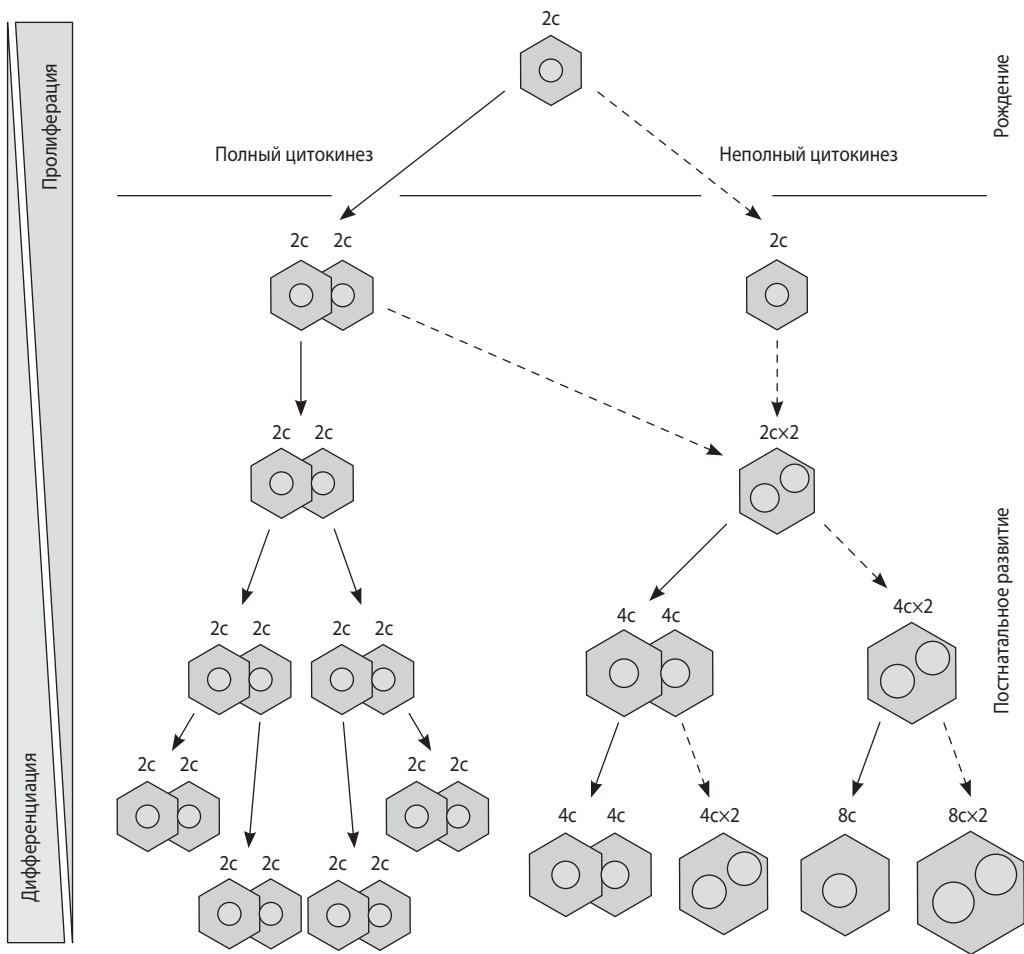 2c
Пролиферация
Рождение
Полный цитокинез
Неполный цитокинез
2c 2c
2c
2c 2c
2c×2
Постнатальное развитие
4c×2
4c 4c
2c 2c
2c 2c
Дифференциация
2c 2c
2c 2c
4c 4c
4c×2
8c
8c×2
2c 2c
2c 2c